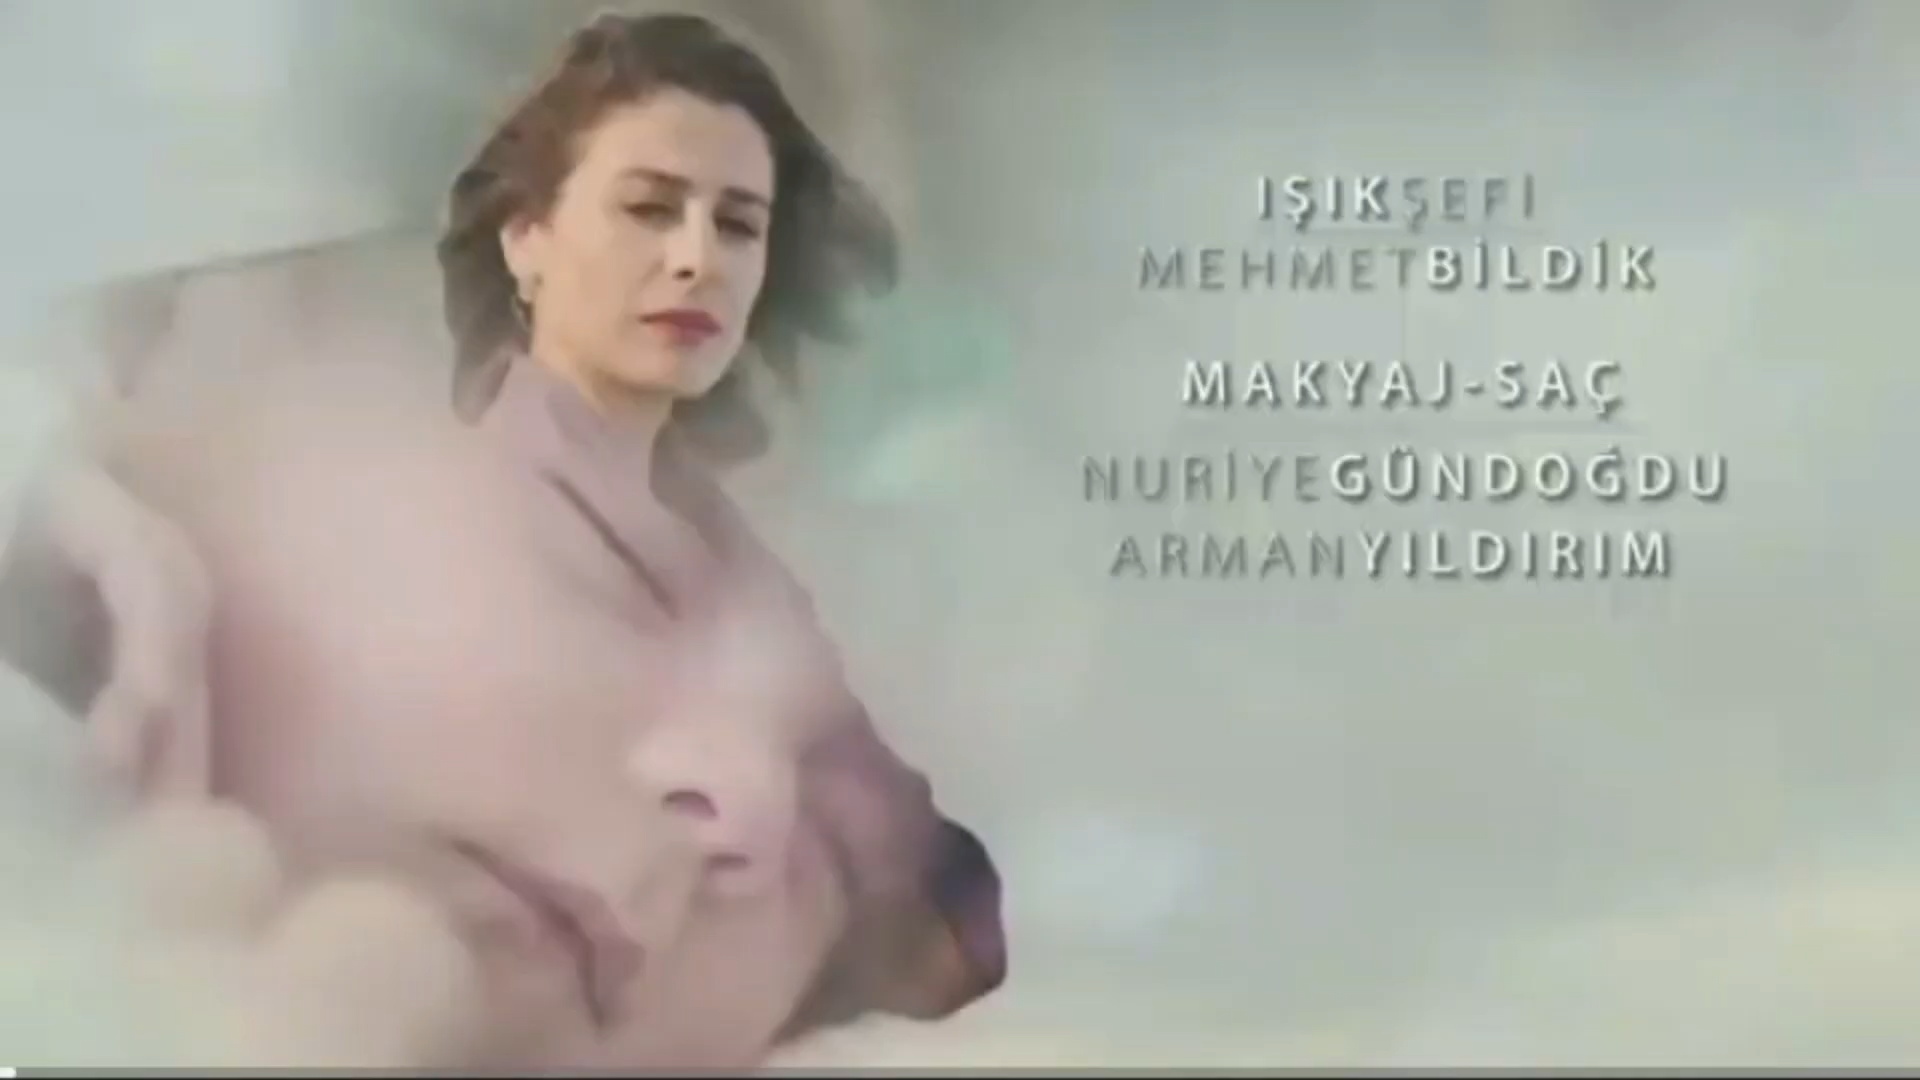 IŞIKŞEFİ
MEHMETBİLDİK
MAKYAJ-SAÇ
NURİYEGÜNDOĞDU
ARMANYILDIRIM